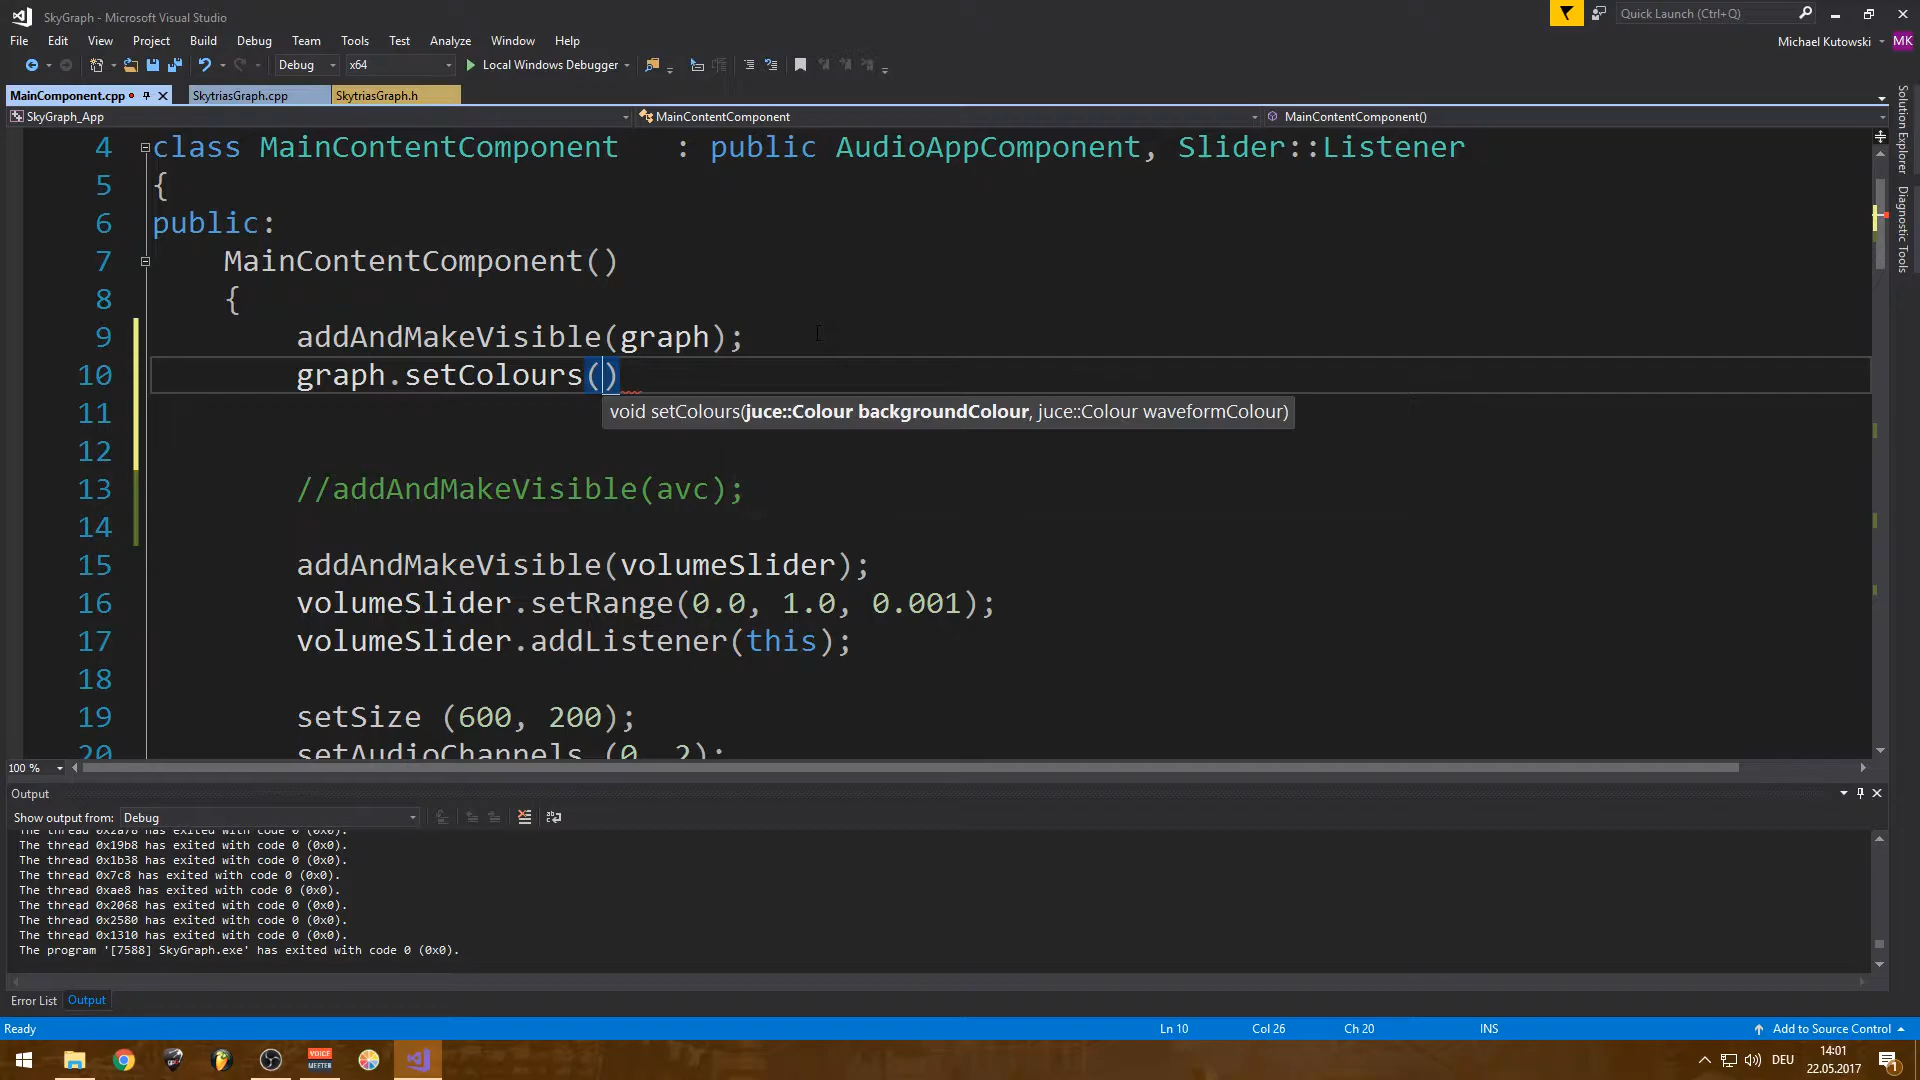 SkyGraph - Microsoft Visual Studio
Quick Launch (Ctrl+Q)
File Edit View Project Build Debug Team Tools Test Analyze Window Help
Michael Kutowski MK
Debug x64 Local Windows Debugger
MainComponent.cpp SkytriasGraph.cpp SkytriasGraph.h
SkyGraph_App MainContentComponent MainContentComponent()
Solution Explorer
Diagnostic Tools
4 class MainContentComponent : public AudioAppComponent, Slider::Listener
5 {
6 public:
7 MainContentComponent()
8 {
9 addAndMakeVisible(graph);
10 graph.setColours()
11 void setColours(juce::Colour backgroundColour, juce::Colour waveformColour)
12
13 //addAndMakeVisible(avc);
14
15 addAndMakeVisible(volumeSlider);
16 volumeSlider.setRange(0.0, 1.0, 0.001);
17 volumeSlider.addListener(this);
18
19 setSize (600, 200);
20 setAudioChannels (0, 2);
100 %
Output
Show output from: Debug
The thread 0x2a78 has exited with code 0 (0x0).
The thread 0x19b8 has exited with code 0 (0x0).
The thread 0x1b38 has exited with code 0 (0x0).
The thread 0x7c8 has exited with code 0 (0x0).
The thread 0xae8 has exited with code 0 (0x0).
The thread 0x2068 has exited with code 0 (0x0).
The thread 0x2580 has exited with code 0 (0x0).
The thread 0x1310 has exited with code 0 (0x0).
The program '[7588] SkyGraph.exe' has exited with code 0 (0x0).
Error List Output
Ready Ln 10 Col 26 Ch 20 INS Add to Source Control
VOICE
MEETER
DEU
14:01
22.05.2017
1